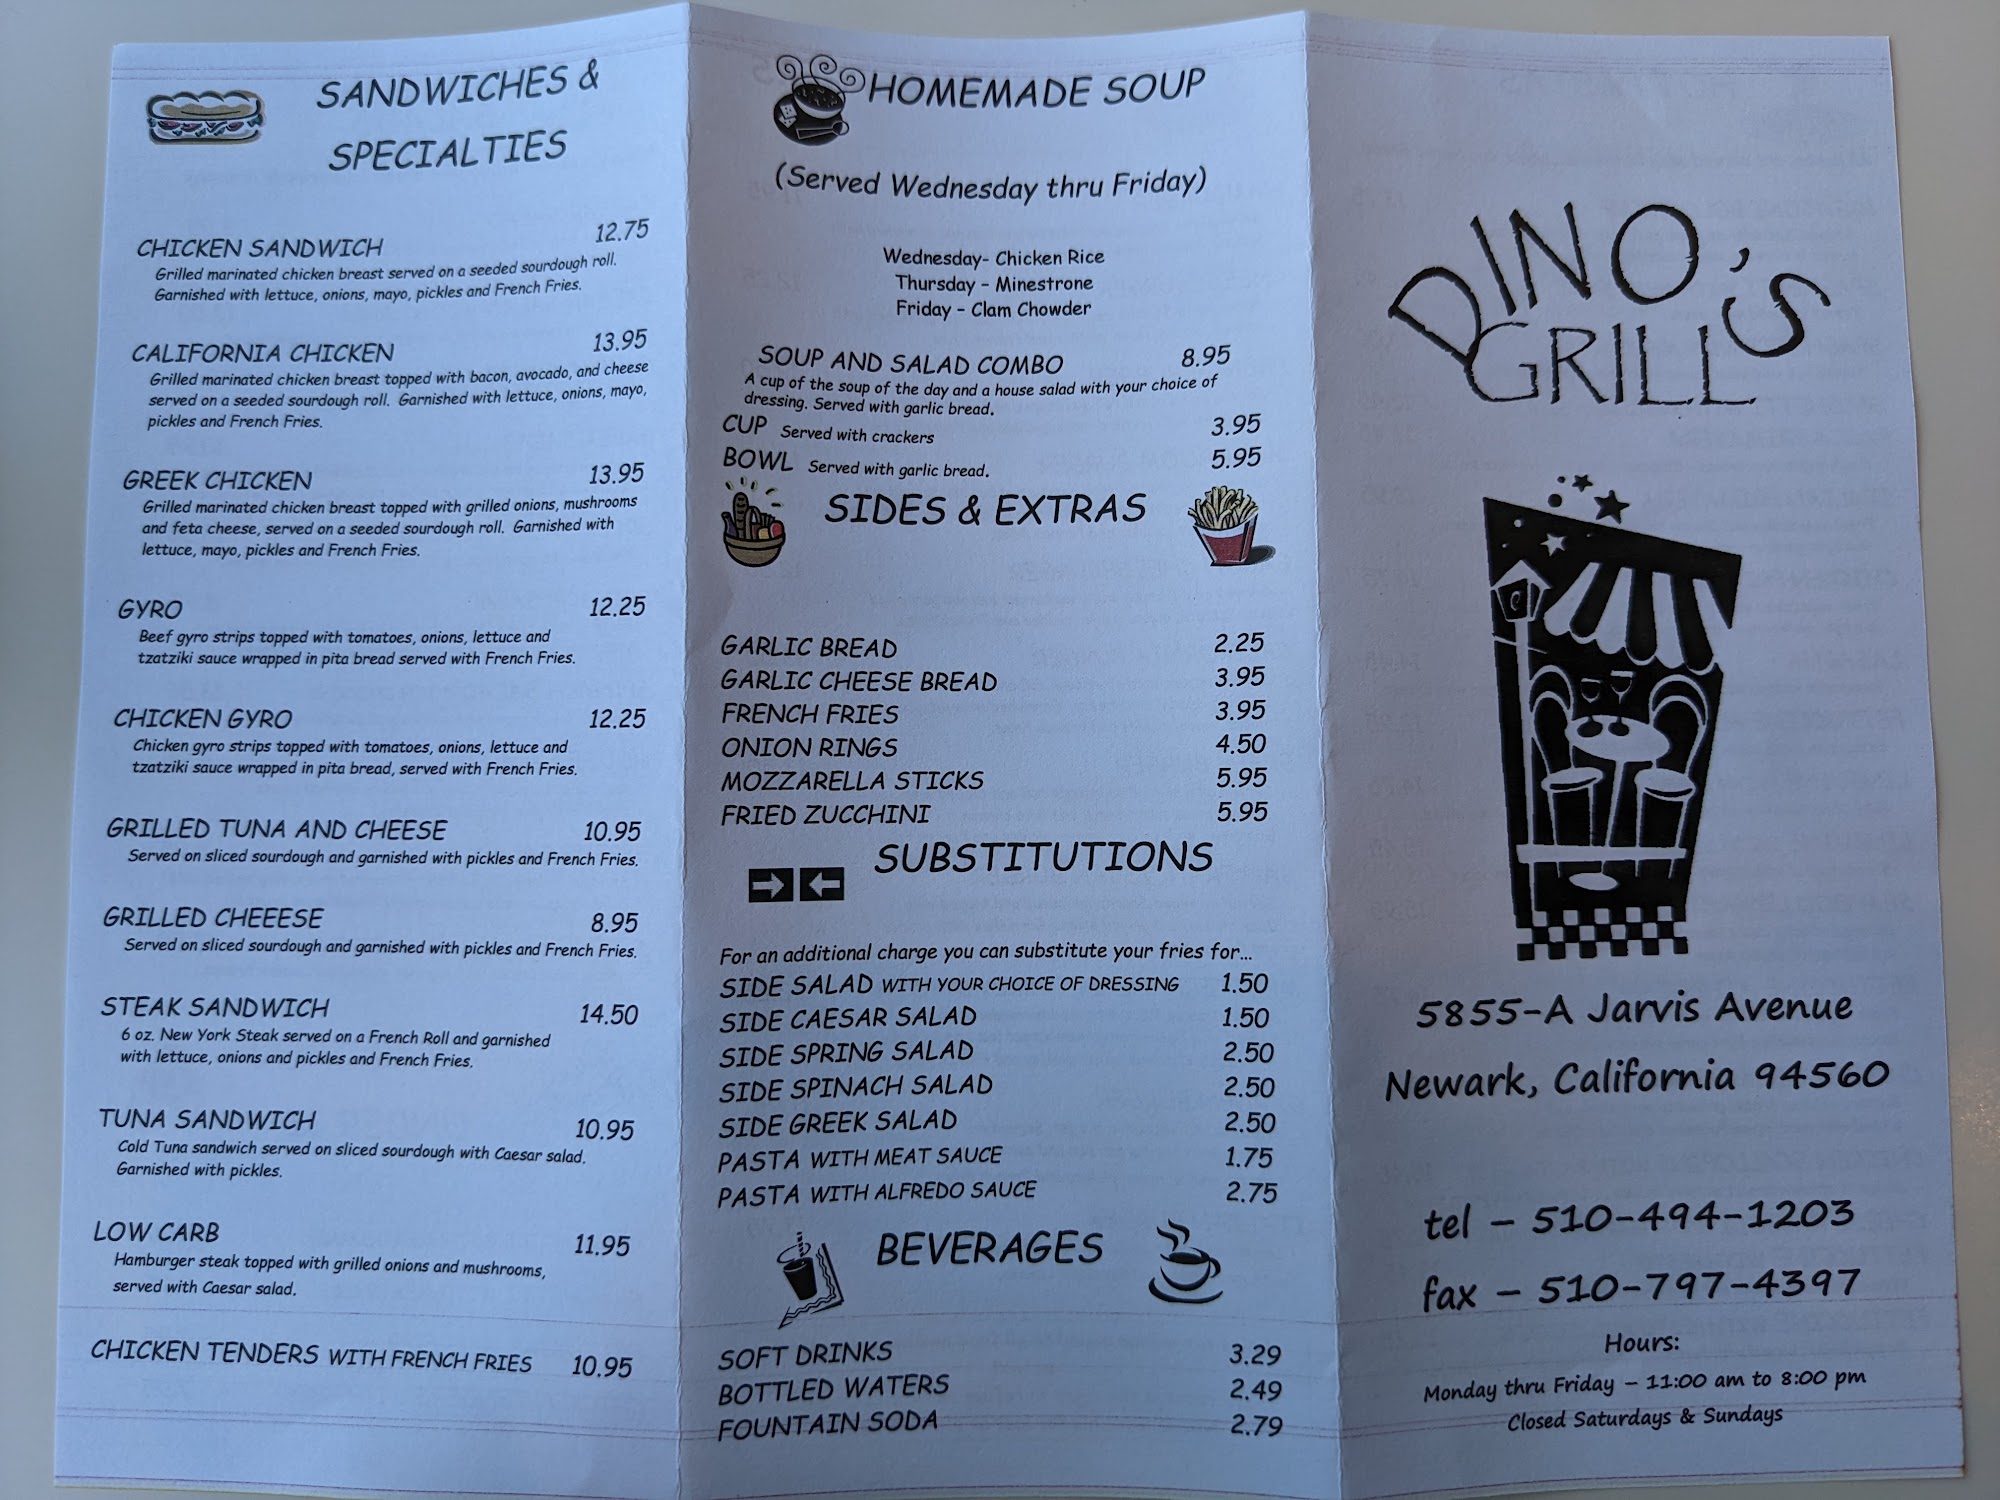 SANDWICHES &
SPECIALTIES
CHICKEN SANDWICH 12.75
Grilled marinated chicken breast served on a seeded sourdough roll.
Garnished with lettuce, onions, mayo, pickles and French Fries.
CALIFORNIA CHICKEN 13.95
Grilled marinated chicken breast topped with bacon, avocado, and cheese
served on a seeded sourdough roll. Garnished with lettuce, onions, mayo,
pickles and French Fries.
GREEK CHICKEN 13.95
Grilled marinated chicken breast topped with grilled onions, mushrooms
and feta cheese, served on a seeded sourdough roll. Garnished with
lettuce, mayo, pickles and French Fries.
GYRO 12.25
Beef gyro strips topped with tomatoes, onions, lettuce and
tzatziki sauce wrapped in pita bread served with French Fries.
CHICKEN GYRO 12.25
Chicken gyro strips topped with tomatoes, onions, lettuce and
tzatziki sauce wrapped in pita bread, served with French Fries.
GRILLED TUNA AND CHEESE 10.95
Served on sliced sourdough and garnished with pickles and French Fries.
GRILLED CHEEESE 8.95
Served on sliced sourdough and garnished with pickles and French Fries.
STEAK SANDWICH 14.50
6 oz. New York Steak served on a French Roll and garnished
with lettuce, onions and pickles and French Fries.
TUNA SANDWICH 10.95
Cold Tuna sandwich served on sliced sourdough with Caesar salad.
Garnished with pickles.
LOW CARB 11.95
Hamburger steak topped with grilled onions and mushrooms,
served with Caesar salad.
CHICKEN TENDERS WITH FRENCH FRIES 10.95
HOMEMADE SOUP
(Served Wednesday thru Friday)
Wednesday- Chicken Rice
Thursday - Minestrone
Friday - Clam Chowder
SOUP AND SALAD COMBO 8.95
A cup of the soup of the day and a house salad with your choice of
dressing. Served with garlic bread.
CUP Served with crackers 3.95
BOWL Served with garlic bread. 5.95
SIDES & EXTRAS
GARLIC BREAD 2.25
GARLIC CHEESE BREAD 3.95
FRENCH FRIES 3.95
ONION RINGS 4.50
MOZZARELLA STICKS 5.95
FRIED ZUCCHINI 5.95
SUBSTITUTIONS
For an additional charge you can substitute your fries for...
SIDE SALAD WITH YOUR CHOICE OF DRESSING 1.50
SIDE CAESAR SALAD 1.50
SIDE SPRING SALAD 2.50
SIDE SPINACH SALAD 2.50
SIDE GREEK SALAD 2.50
PASTA WITH MEAT SAUCE 1.75
PASTA WITH ALFREDO SAUCE 2.75
BEVERAGES
SOFT DRINKS 3.29
BOTTLED WATERS 2.49
FOUNTAIN SODA 2.79
DINO'S
GRILL
5855-A Jarvis Avenue
Newark, California 94560
tel - 510-494-1203
fax - 510-797-4397
Hours:
Monday thru Friday - 11:00 am to 8:00 pm
Closed Saturdays & Sundays